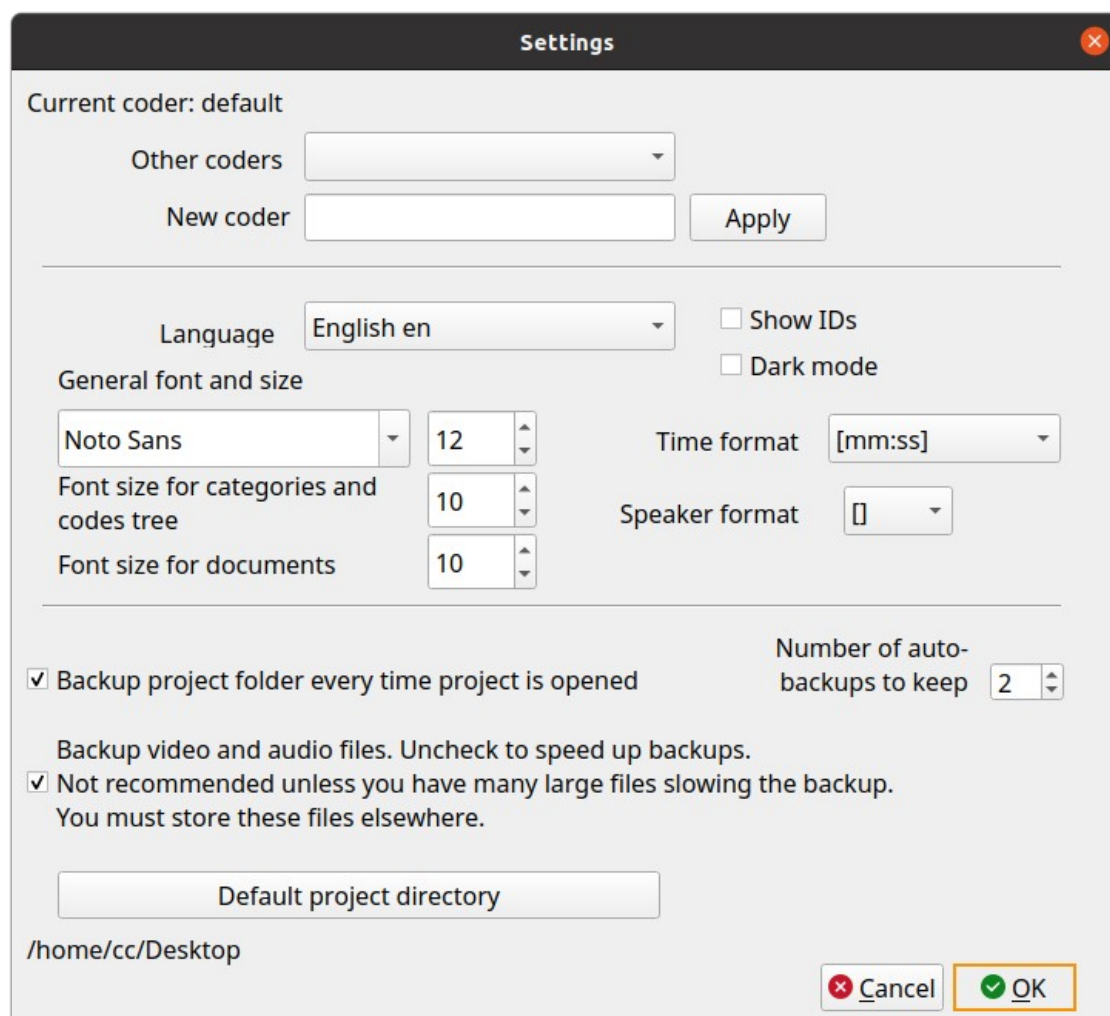 Settings
Current coder: default
Other coders
New coder
Apply
Language
English en
Show IDs
Dark mode
General font and size
Noto Sans
12
Time format
[mm:ss]
Font size for categories and
codes tree
10
Speaker format
[]
Font size for documents
10
Number of auto-
backups to keep
2
Backup project folder every time project is opened
Backup video and audio files. Uncheck to speed up backups.
Not recommended unless you have many large files slowing the backup.
You must store these files elsewhere.
Default project directory
/home/cc/Desktop
Cancel
OK